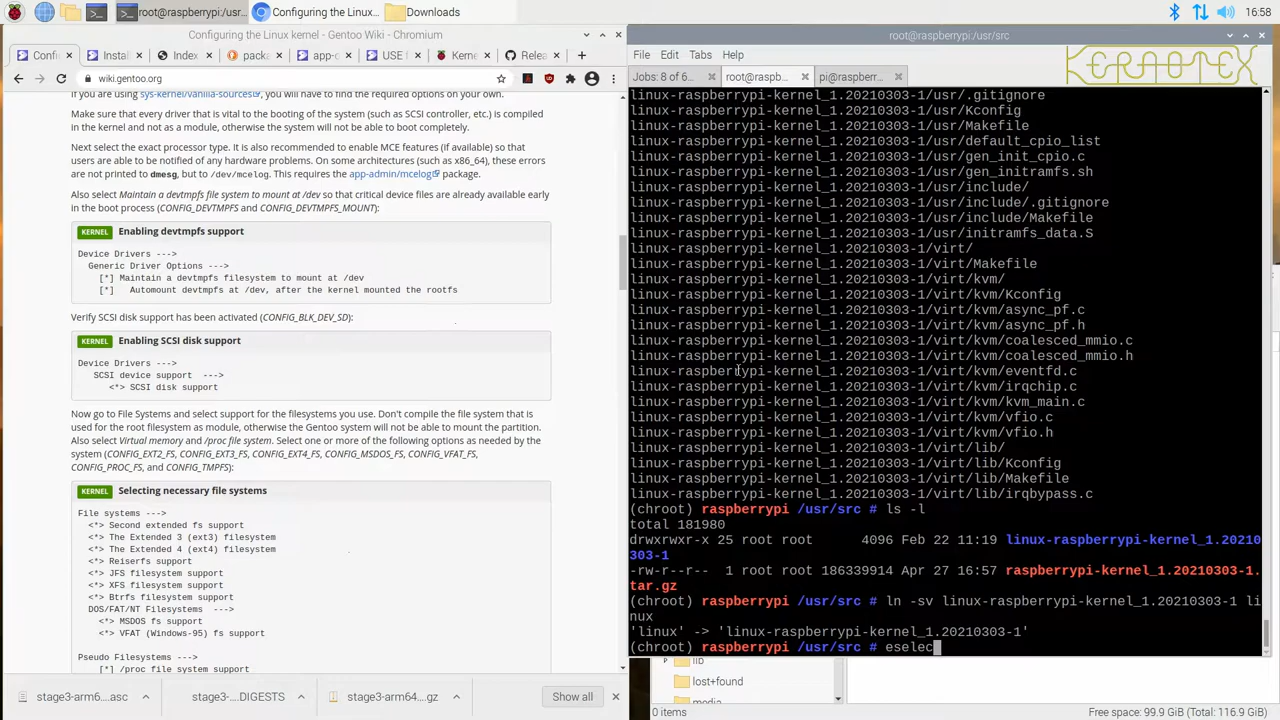 root@raspberrypi:/usr...
Configuring the Linux...
Downloads
16:58
Configuring the Linux kernel - Gentoo Wiki - Chromium
Confi
Instal
Index
packa
app-c
USE f
Kerne
Relea
wiki.gentoo.org
If you are using sys-kernel/vanilla-sources, you will have to find the required options on your own.
Make sure that every driver that is vital to the booting of the system (such as SCSI controller, etc.) is compiled
in the kernel and not as a module, otherwise the system will not be able to boot completely.
Next select the exact processor type. It is also recommended to enable MCE features (if available) so that
users are able to be notified of any hardware problems. On some architectures (such as x86_64), these errors
are not printed to dmesg, but to /dev/mcelog. This requires the app-admin/mcelog package.
Also select Maintain a devtmpfs file system to mount at /dev so that critical device files are already available early
in the boot process (CONFIG_DEVTMPFS and CONFIG_DEVTMPFS_MOUNT):
KERNEL Enabling devtmpfs support
Device Drivers --->
Generic Driver Options --->
[*] Maintain a devtmpfs filesystem to mount at /dev
[*] Automount devtmpfs at /dev, after the kernel mounted the rootfs
Verify SCSI disk support has been activated (CONFIG_BLK_DEV_SD):
KERNEL Enabling SCSI disk support
Device Drivers --->
SCSI device support --->
<*> SCSI disk support
Now go to File Systems and select support for the filesystems you use. Don't compile the file system that is
used for the root filesystem as module, otherwise the Gentoo system will not be able to mount the partition.
Also select Virtual memory and /proc file system. Select one or more of the following options as needed by the
system (CONFIG_EXT2_FS, CONFIG_EXT3_FS, CONFIG_EXT4_FS, CONFIG_MSDOS_FS, CONFIG_VFAT_FS,
CONFIG_PROC_FS, and CONFIG_TMPFS):
KERNEL Selecting necessary file systems
File systems --->
<*> Second extended fs support
<*> The Extended 3 (ext3) filesystem
<*> The Extended 4 (ext4) filesystem
<*> Reiserfs support
<*> JFS filesystem support
<*> XFS filesystem support
<*> Btrfs filesystem support
DOS/FAT/NT Filesystems --->
<*> MSDOS fs support
<*> VFAT (Windows-95) fs support
Pseudo Filesystems --->
[*] /proc file system support
stage3-arm6....asc
stage3-....DIGESTS
stage3-arm64....gz
Show all
root@raspberrypi:/usr/src
File Edit Tabs Help
KEROOTEX
Jobs: 8 of 6...
root@raspb...
pi@raspberr...
linux-raspberrypi-kernel_1.20210303-1/usr/.gitignore
linux-raspberrypi-kernel_1.20210303-1/usr/Kconfig
linux-raspberrypi-kernel_1.20210303-1/usr/Makefile
linux-raspberrypi-kernel_1.20210303-1/usr/default_cpio_list
linux-raspberrypi-kernel_1.20210303-1/usr/gen_init_cpio.c
linux-raspberrypi-kernel_1.20210303-1/usr/gen_initramfs.sh
linux-raspberrypi-kernel_1.20210303-1/usr/include/
linux-raspberrypi-kernel_1.20210303-1/usr/include/.gitignore
linux-raspberrypi-kernel_1.20210303-1/usr/include/Makefile
linux-raspberrypi-kernel_1.20210303-1/usr/initramfs_data.S
linux-raspberrypi-kernel_1.20210303-1/virt/
linux-raspberrypi-kernel_1.20210303-1/virt/Makefile
linux-raspberrypi-kernel_1.20210303-1/virt/kvm/
linux-raspberrypi-kernel_1.20210303-1/virt/kvm/Kconfig
linux-raspberrypi-kernel_1.20210303-1/virt/kvm/async_pf.c
linux-raspberrypi-kernel_1.20210303-1/virt/kvm/async_pf.h
linux-raspberrypi-kernel_1.20210303-1/virt/kvm/coalesced_mmio.c
linux-raspberrypi-kernel_1.20210303-1/virt/kvm/coalesced_mmio.h
linux-raspberrypi-kernel_1.20210303-1/virt/kvm/eventfd.c
linux-raspberrypi-kernel_1.20210303-1/virt/kvm/irqchip.c
linux-raspberrypi-kernel_1.20210303-1/virt/kvm/kvm_main.c
linux-raspberrypi-kernel_1.20210303-1/virt/kvm/vfio.c
linux-raspberrypi-kernel_1.20210303-1/virt/kvm/vfio.h
linux-raspberrypi-kernel_1.20210303-1/virt/lib/
linux-raspberrypi-kernel_1.20210303-1/virt/lib/Kconfig
linux-raspberrypi-kernel_1.20210303-1/virt/lib/Makefile
linux-raspberrypi-kernel_1.20210303-1/virt/lib/irqbypass.c
(chroot) raspberrypi /usr/src # ls -l
total 181980
drwxrwxr-x 25 root root 4096 Feb 22 11:19 linux-raspberrypi-kernel_1.20210
303-1
-rw-r--r-- 1 root root 186339914 Apr 27 16:57 raspberrypi-kernel_1.20210303-1.
tar.gz
(chroot) raspberrypi /usr/src # ln -sv linux-raspberrypi-kernel_1.20210303-1 li
nux
'linux' -> 'linux-raspberrypi-kernel_1.20210303-1'
(chroot) raspberrypi /usr/src # eselec
lib
lost+found
media
0 items
Free space: 99.9 GiB (Total: 116.9 GiB)